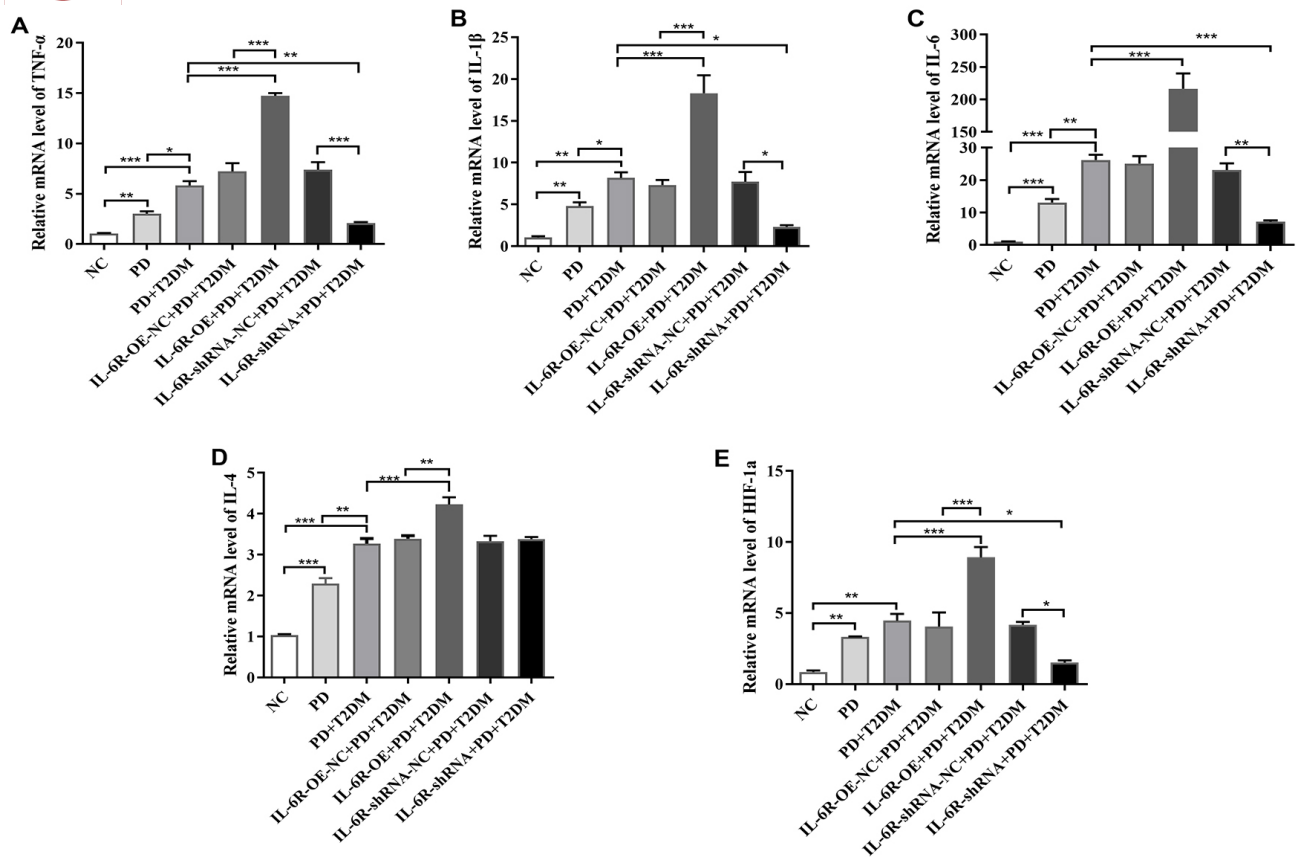 A
Relative mRNA level of TNF-α
20
15
10
5
0
**
***
*
***
**
***
***
NC
PD
PD+T2DM
IL-6R-OE-NC+PD+T2DM
IL-6R-OE+PD+T2DM
IL-6R-shRNA-NC+PD+T2DM
IL-6R-shRNA+PD+T2DM
B
Relative mRNA level of IL-1β
25
20
15
10
5
0
**
**
*
***
*
***
*
NC
PD
PD+T2DM
IL-6R-OE-NC+PD+T2DM
IL-6R-OE+PD+T2DM
IL-6R-shRNA-NC+PD+T2DM
IL-6R-shRNA+PD+T2DM
C
Relative mRNA level of IL-6
300
250
200
150
30
20
10
0
***
***
**
***
***
**
NC
PD
PD+T2DM
IL-6R-OE-NC+PD+T2DM
IL-6R-OE+PD+T2DM
IL-6R-shRNA-NC+PD+T2DM
IL-6R-shRNA+PD+T2DM
D
Relative mRNA level of IL-4
5
4
3
2
1
0
***
***
**
***
**
NC
PD
PD+T2DM
IL-6R-OE-NC+PD+T2DM
IL-6R-OE+PD+T2DM
IL-6R-shRNA-NC+PD+T2DM
IL-6R-shRNA+PD+T2DM
E
Relative mRNA level of HIF-1a
15
10
5
0
**
**
***
*
***
*
NC
PD
PD+T2DM
IL-6R-OE-NC+PD+T2DM
IL-6R-OE+PD+T2DM
IL-6R-shRNA-NC+PD+T2DM
IL-6R-shRNA+PD+T2DM